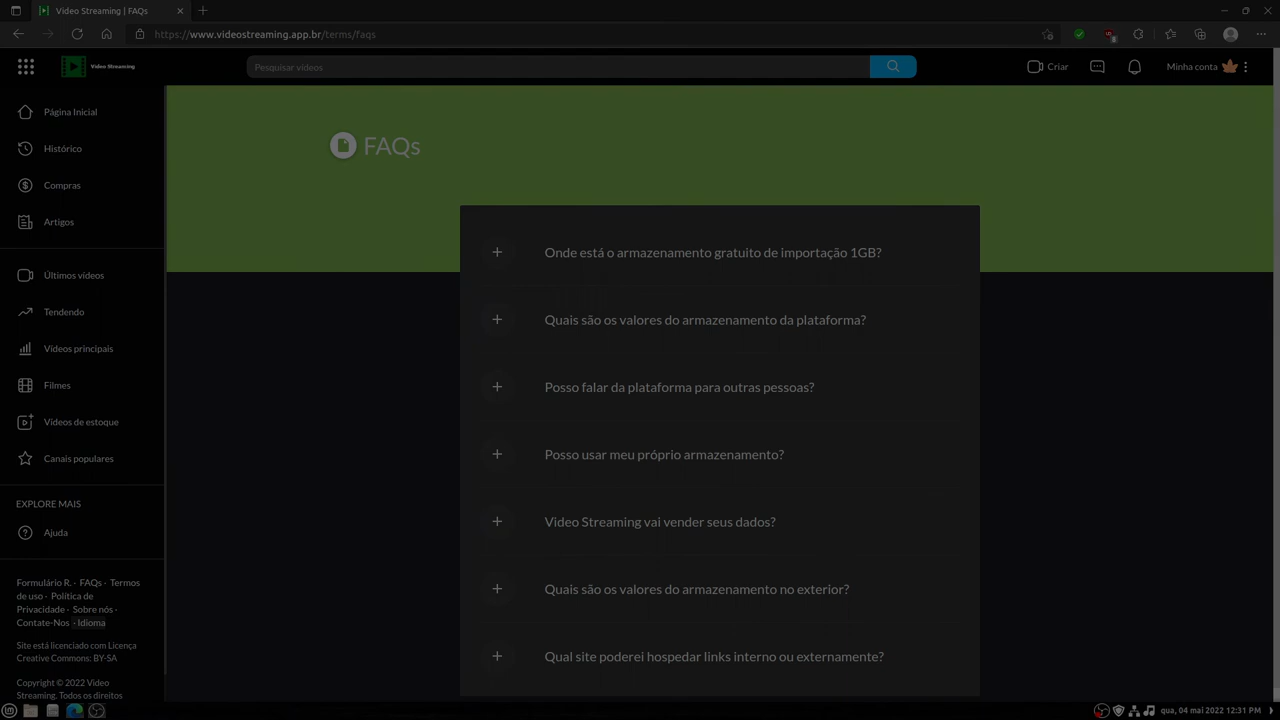 Video Streaming | FAQs
https://www.videostreaming.app.br/terms/faqs
Video Streaming
Pesquisar vídeos
Criar
Minha conta
Página Inicial
Histórico
Compras
Artigos
Últimos vídeos
Tendendo
Vídeos principais
Filmes
Vídeos de estoque
Canais populares
EXPLORE MAIS
Ajuda
Formulário R. · FAQs · Termos
de uso · Política de
Privacidade · Sobre nós ·
Contate-Nos · Idioma
Site está licenciado com Licença
Creative Commons: BY-SA
Copyright © 2022 Video
Streaming. Todos os direitos
FAQs
Onde está o armazenamento gratuito de importação 1GB?
Quais são os valores do armazenamento da plataforma?
Posso falar da plataforma para outras pessoas?
Posso usar meu próprio armazenamento?
Video Streaming vai vender seus dados?
Quais são os valores do armazenamento no exterior?
Qual site poderei hospedar links interno ou externamente?
qua, 04 mai 2022 12:31 PM